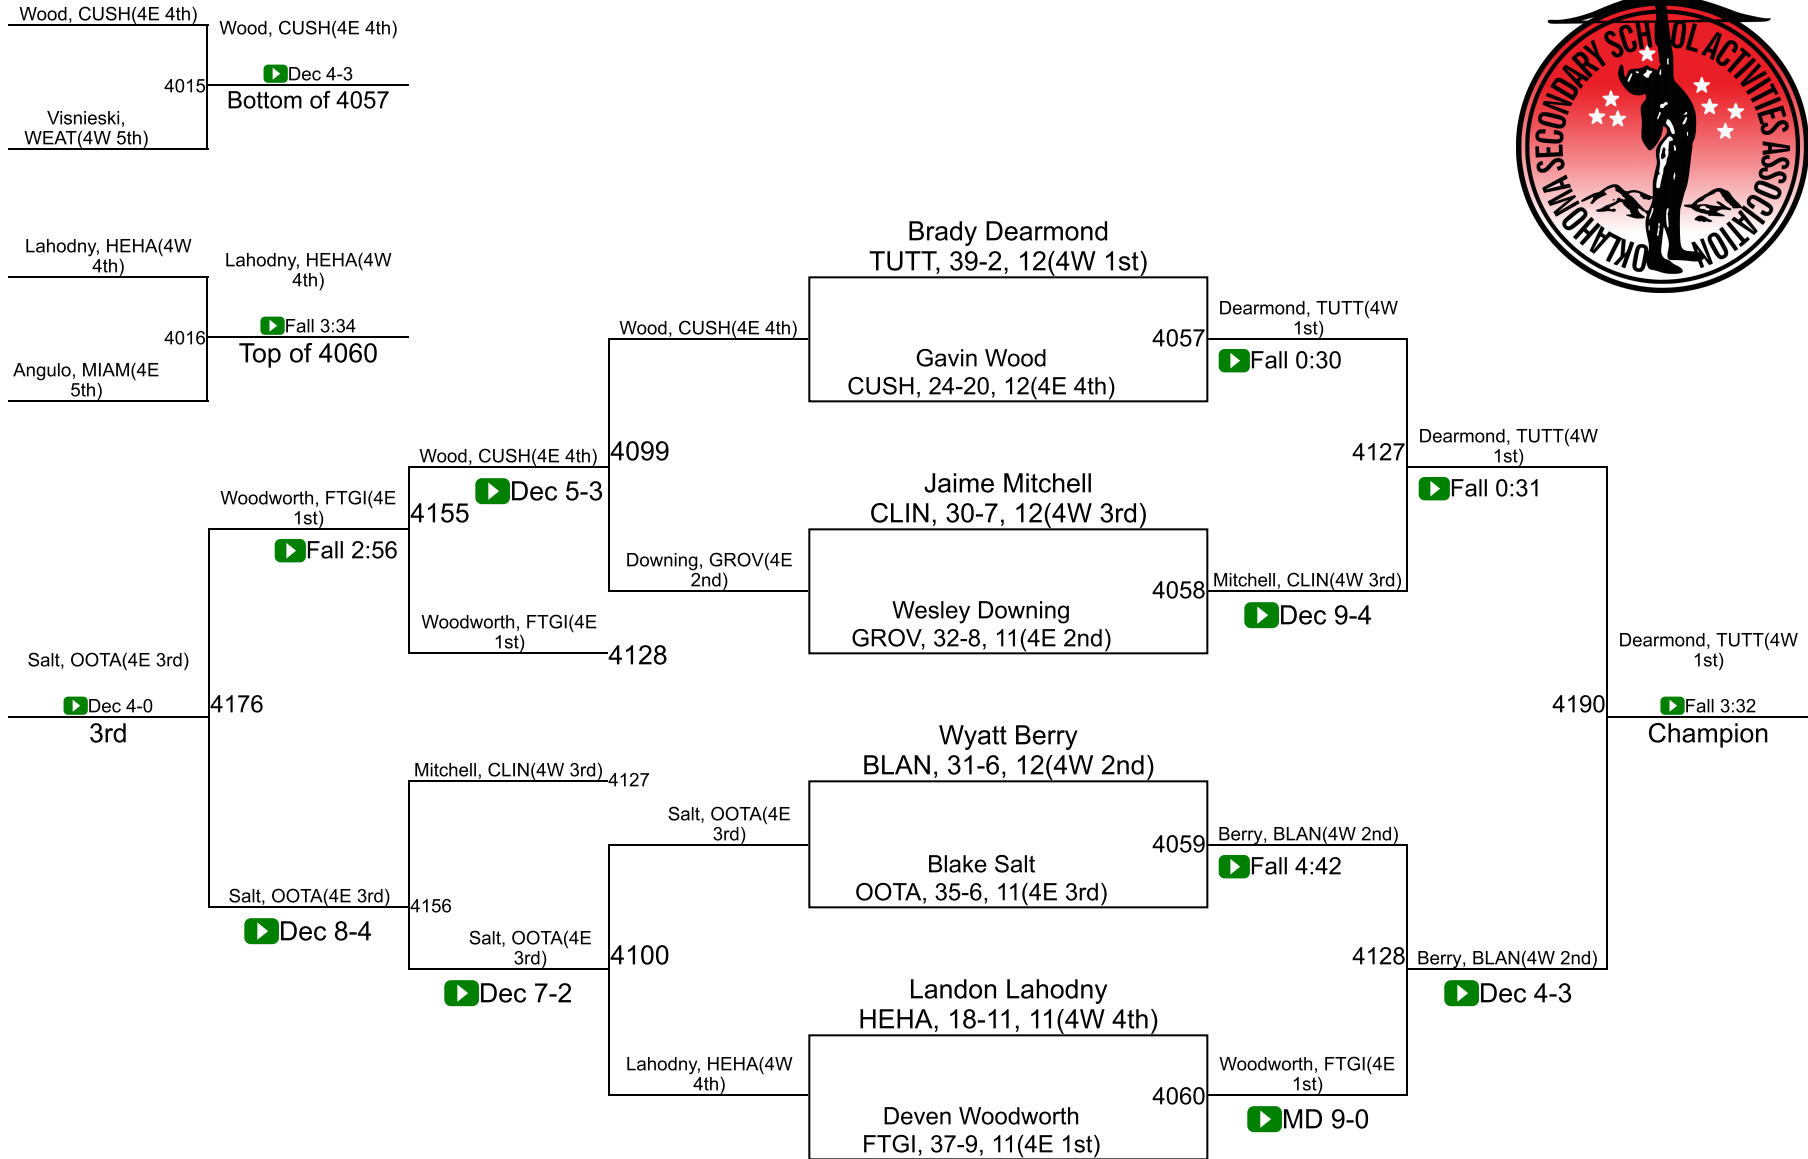 Wood, CUSH(4E 4th)
Wood, CUSH(4E 4th)
Dec 4-3
4015
Bottom of 4057
Visnieski,
WEAT(4W 5th)
OKLAHOMA SECONDARY SCHOOL ACTIVITIES ASSOCIATION
Lahodny, HEHA(4W
4th)
Lahodny, HEHA(4W
4th)
Fall 3:34
4016
Top of 4060
Angulo, MIAM(4E
5th)
Brady Dearmond
TUTT, 39-2, 12(4W 1st)
Wood, CUSH(4E 4th)
4057
Gavin Wood
CUSH, 24-20, 12(4E 4th)
Dearmond, TUTT(4W
1st)
Fall 0:30
Wood, CUSH(4E 4th)
4099
Dec 5-3
4127
Dearmond, TUTT(4W
1st)
Fall 0:31
Woodworth, FTGI(4E
1st)
4155
Fall 2:56
Jaime Mitchell
CLIN, 30-7, 12(4W 3rd)
Downing, GROV(4E
2nd)
4058
Wesley Downing
GROV, 32-8, 11(4E 2nd)
Mitchell, CLIN(4W 3rd)
Dec 9-4
Woodworth, FTGI(4E
1st)
4128
Salt, OOTA(4E 3rd)
Dec 4-0
3rd
4176
Dearmond, TUTT(4W
1st)
4190
Fall 3:32
Champion
Wyatt Berry
BLAN, 31-6, 12(4W 2nd)
Mitchell, CLIN(4W 3rd)
4127
Salt, OOTA(4E
3rd)
4059
Blake Salt
OOTA, 35-6, 11(4E 3rd)
Berry, BLAN(4W 2nd)
Fall 4:42
Salt, OOTA(4E 3rd)
4156
Dec 8-4
Salt, OOTA(4E
3rd)
4100
Dec 7-2
4128
Berry, BLAN(4W 2nd)
Dec 4-3
Landon Lahodny
HEHA, 18-11, 11(4W 4th)
Lahodny, HEHA(4W
4th)
4060
Deven Woodworth
FTGI, 37-9, 11(4E 1st)
Woodworth, FTGI(4E
1st)
MD 9-0